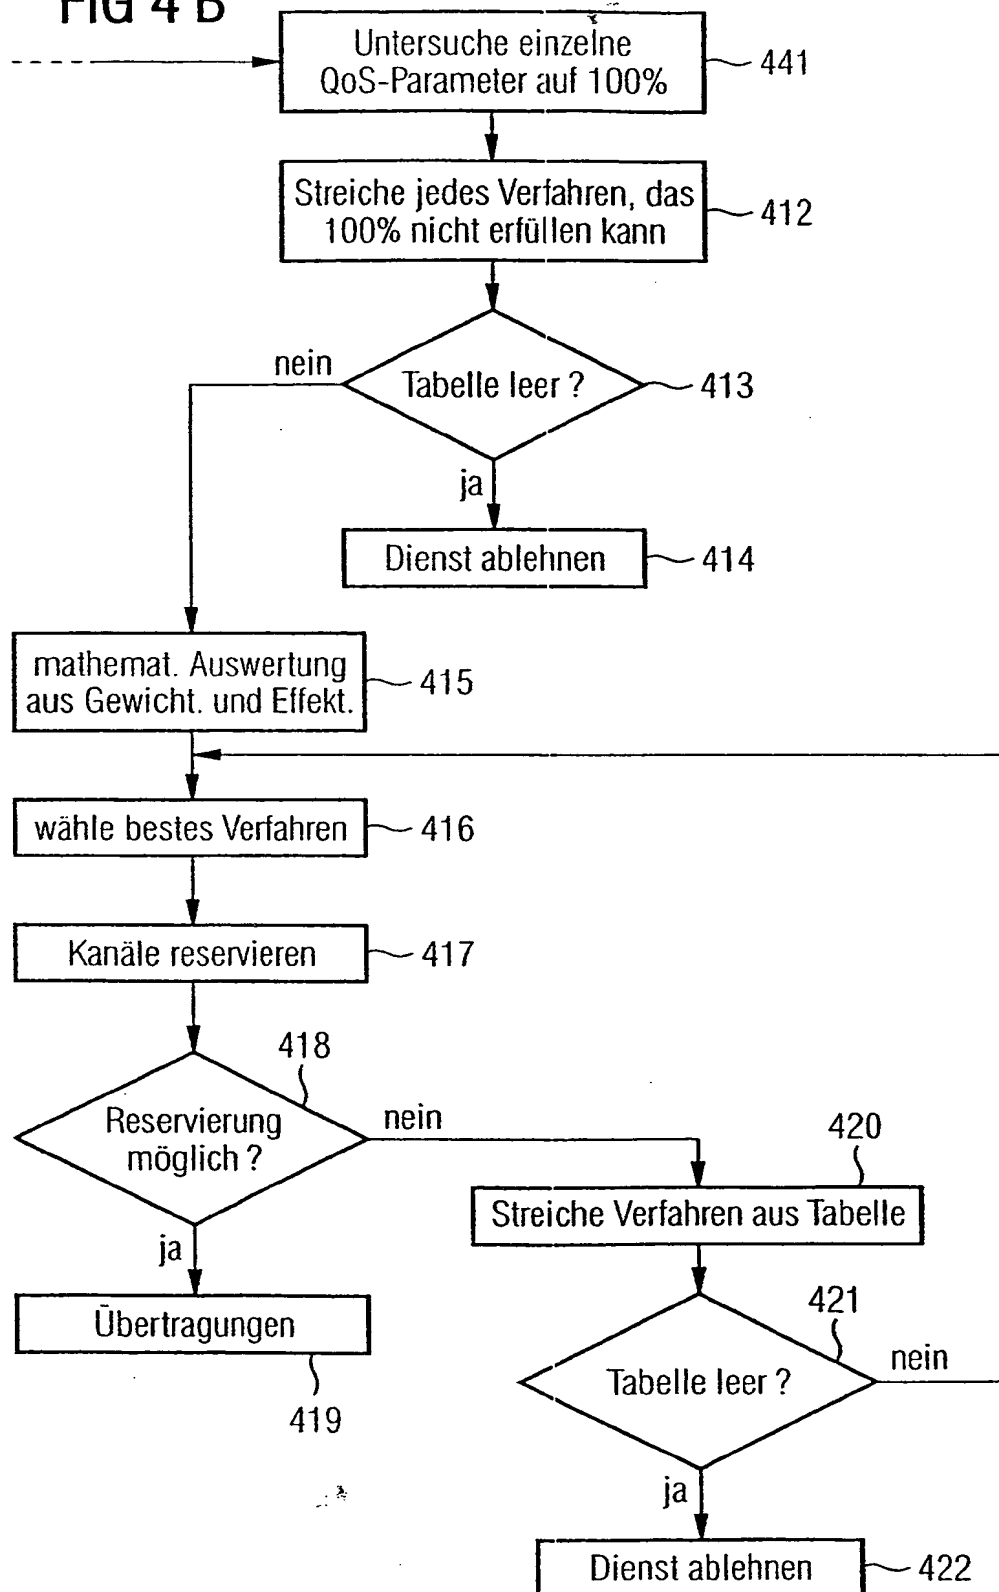 FIG 4 B
Untersuche einzelne
QoS-Parameter auf 100%
441
Streiche jedes Verfahren, das
100% nicht erfüllen kann
412
nein
Tabelle leer ?
413
ja
Dienst ablehnen
414
mathemat. Auswertung
aus Gewicht. und Effekt.
415
wähle bestes Verfahren
416
Kanäle reservieren
417
418
Reservierung
möglich ?
nein
420
Streiche Verfahren aus Tabelle
ja
Übertragungen
419
421
Tabelle leer ?
nein
ja
Dienst ablehnen
422